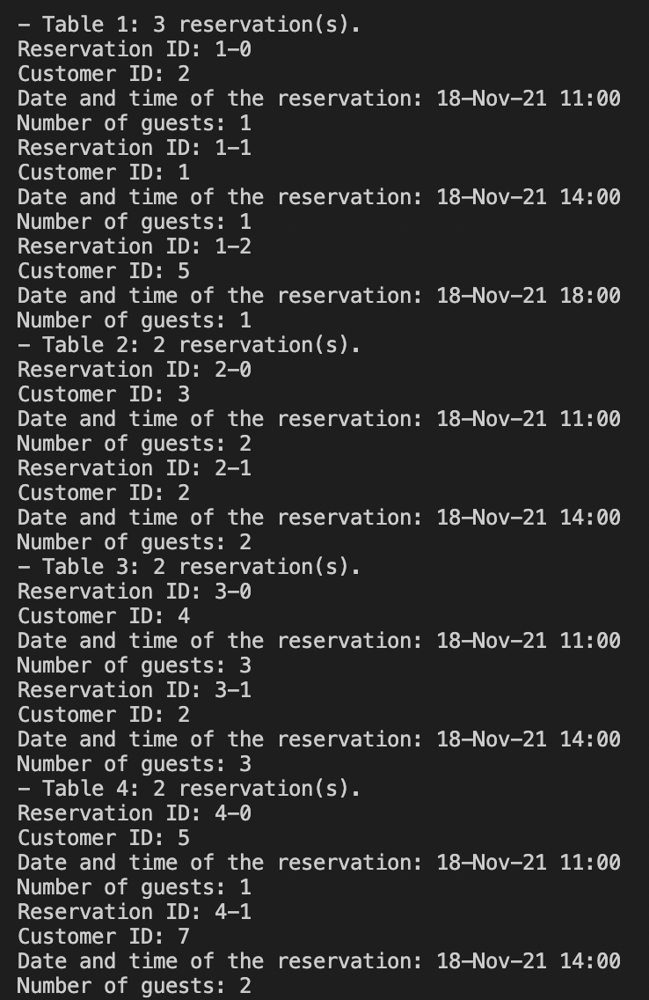 - Table 1: 3 reservation(s).
Reservation ID: 1-0
Customer ID: 2
Date and time of the reservation: 18-Nov-21 11:00
Number of guests: 1
Reservation ID: 1-1
Customer ID: 1
Date and time of the reservation: 18-Nov-21 14:00
Number of guests: 1
Reservation ID: 1-2
Customer ID: 5
Date and time of the reservation: 18-Nov-21 18:00
Number of guests: 1
- Table 2: 2 reservation(s).
Reservation ID: 2-0
Customer ID: 3
Date and time of the reservation: 18-Nov-21 11:00
Number of guests: 2
Reservation ID: 2-1
Customer ID: 2
Date and time of the reservation: 18-Nov-21 14:00
Number of guests: 2
- Table 3: 2 reservation(s).
Reservation ID: 3-0
Customer ID: 4
Date and time of the reservation: 18-Nov-21 11:00
Number of guests: 3
Reservation ID: 3-1
Customer ID: 2
Date and time of the reservation: 18-Nov-21 14:00
Number of guests: 3
- Table 4: 2 reservation(s).
Reservation ID: 4-0
Customer ID: 5
Date and time of the reservation: 18-Nov-21 11:00
Number of guests: 1
Reservation ID: 4-1
Customer ID: 7
Date and time of the reservation: 18-Nov-21 14:00
Number of guests: 2